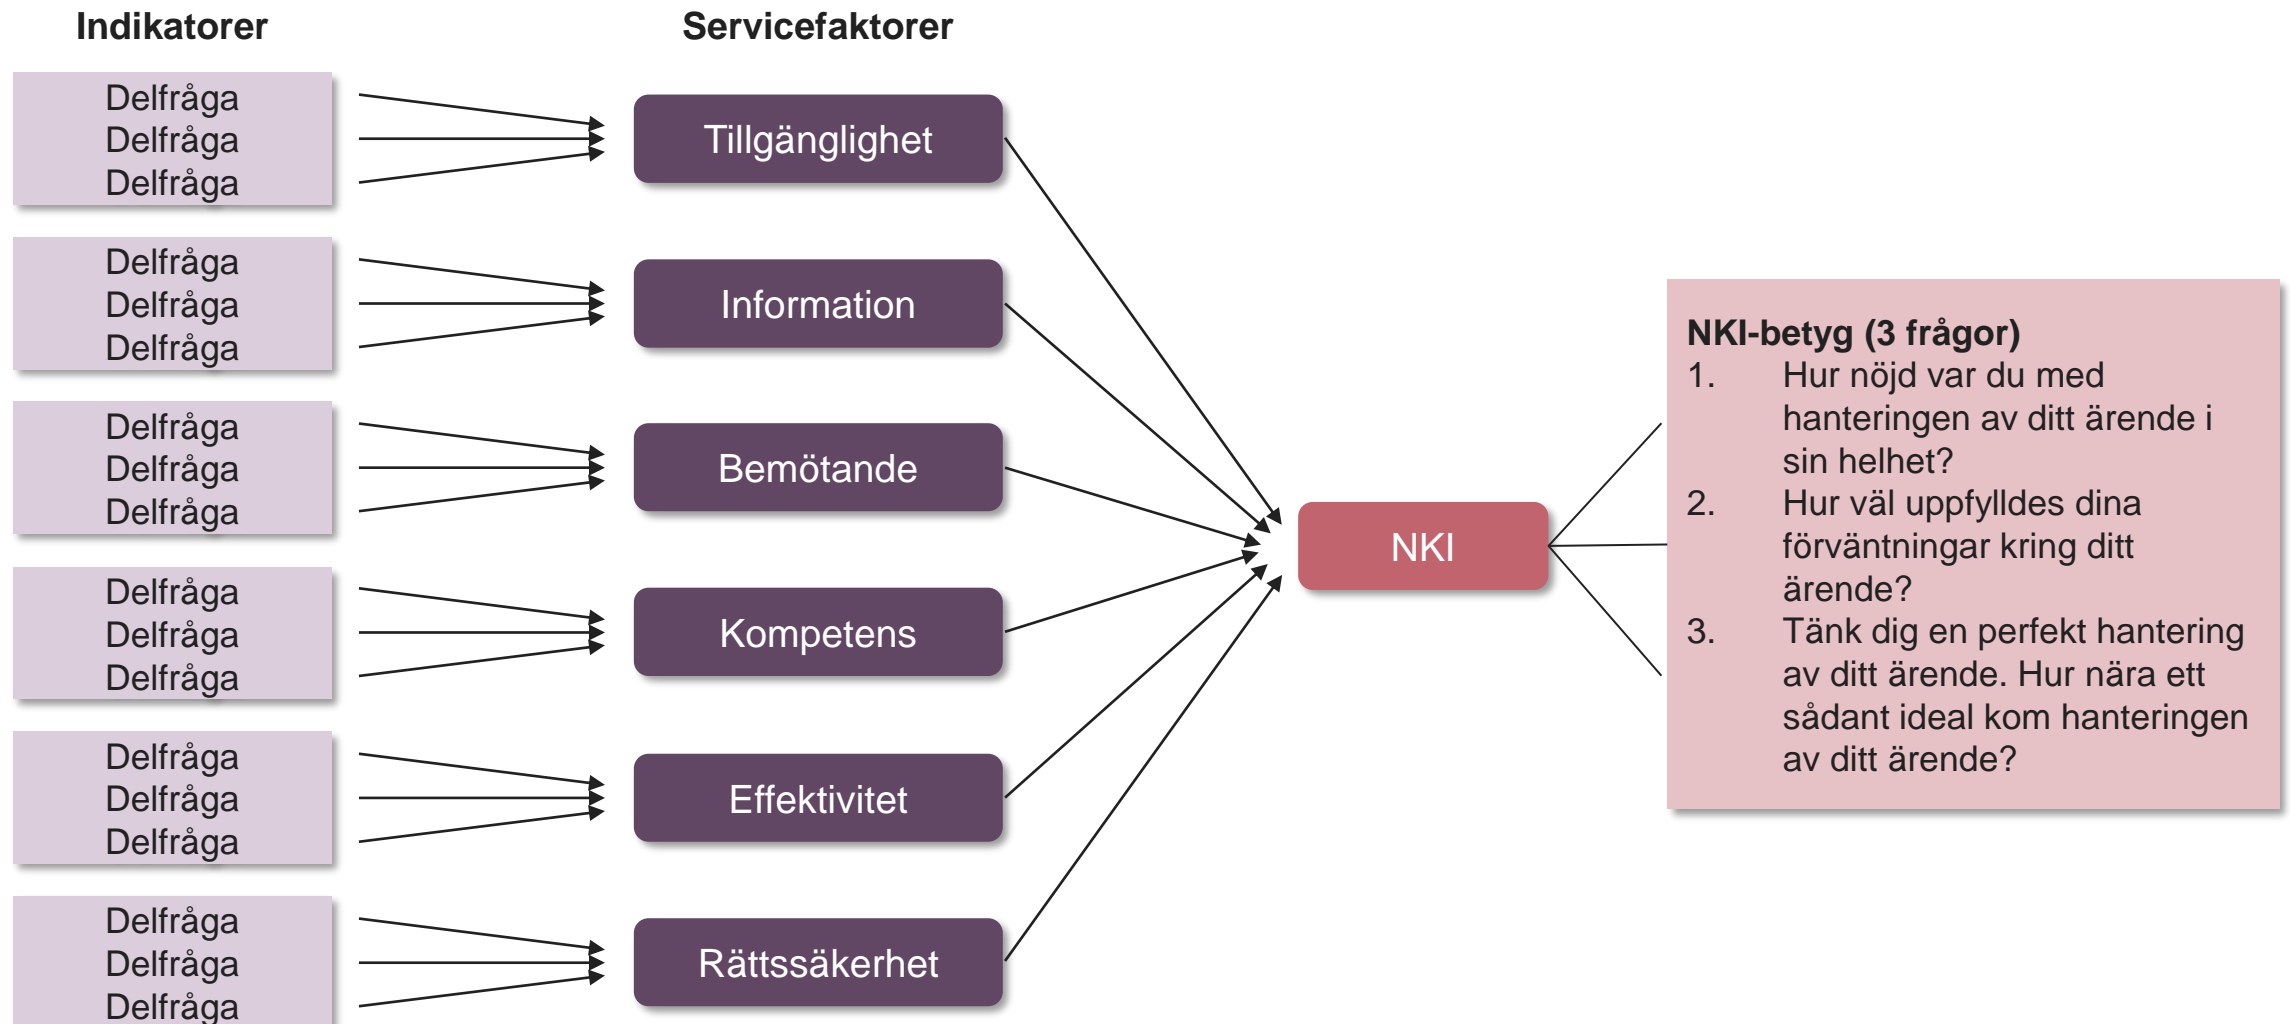 Indikatorer
Servicefaktorer
Delfråga
Delfråga
Delfråga
Tillgänglighet
Delfråga
Delfråga
Delfråga
Information
Delfråga
Delfråga
Delfråga
Bemötande
Delfråga
Delfråga
Delfråga
Kompetens
Delfråga
Delfråga
Delfråga
Effektivitet
Delfråga
Delfråga
Delfråga
Rättssäkerhet
NKI
NKI-betyg (3 frågor)
1. Hur nöjd var du med
hanteringen av ditt ärende i
sin helhet?
2. Hur väl uppfylldes dina
förväntningar kring ditt
ärende?
3. Tänk dig en perfekt hantering
av ditt ärende. Hur nära ett
sådant ideal kom hanteringen
av ditt ärende?